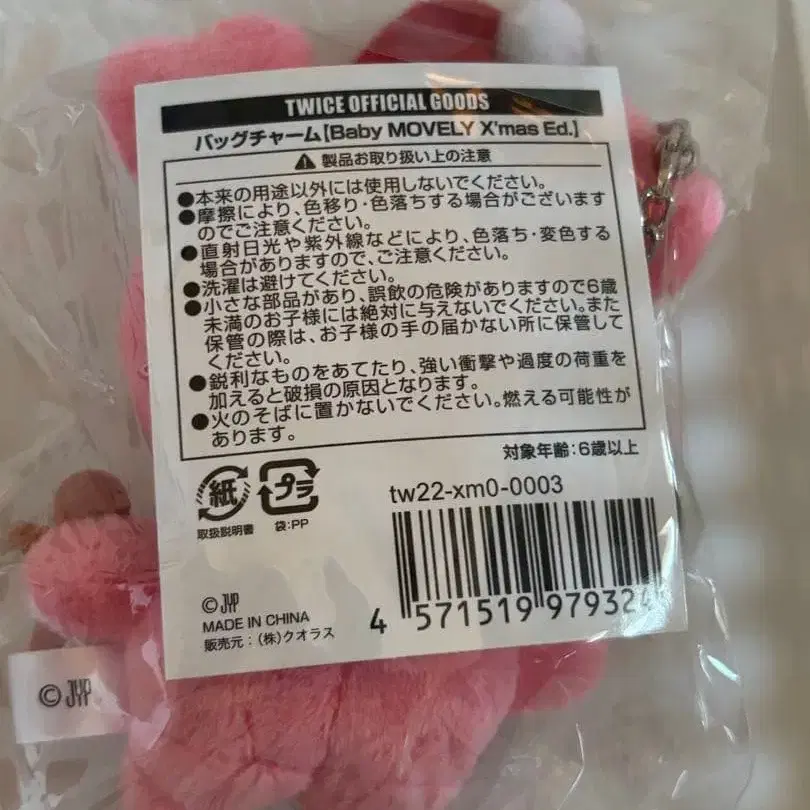 TWICE OFFICIAL GOODS
バッグチャーム【Baby MOVELY X'mas Ed.】
⚠ 製品お取り扱い上の注意
●本来の用途以外には使用しないでください。
●摩擦により、色移り・色落ちする場合がございます
のでご注意ください。
●直射日光や紫外線などにより、色落ち・変色する
場合がありますので、ご注意ください。
●洗濯は避けてください。
●小さな部品があり、誤飲の危険がありますので6歳
未満のお子様には絶対に与えないでください。また
保管の際は、お子様の手の届かない所に保管して
ください。
●鋭利なものをあてたり、強い衝撃や過度の荷重を
加えると破損の原因となります。
●火のそばに置かないでください。燃える可能性が
あります。
対象年齢:6歳以上
紙
プラ
取扱説明書
袋:PP
tw22-xm0-0003
4 571519 979324
©JYP
MADE IN CHINA
販売元:(株)クオラス
©JYP